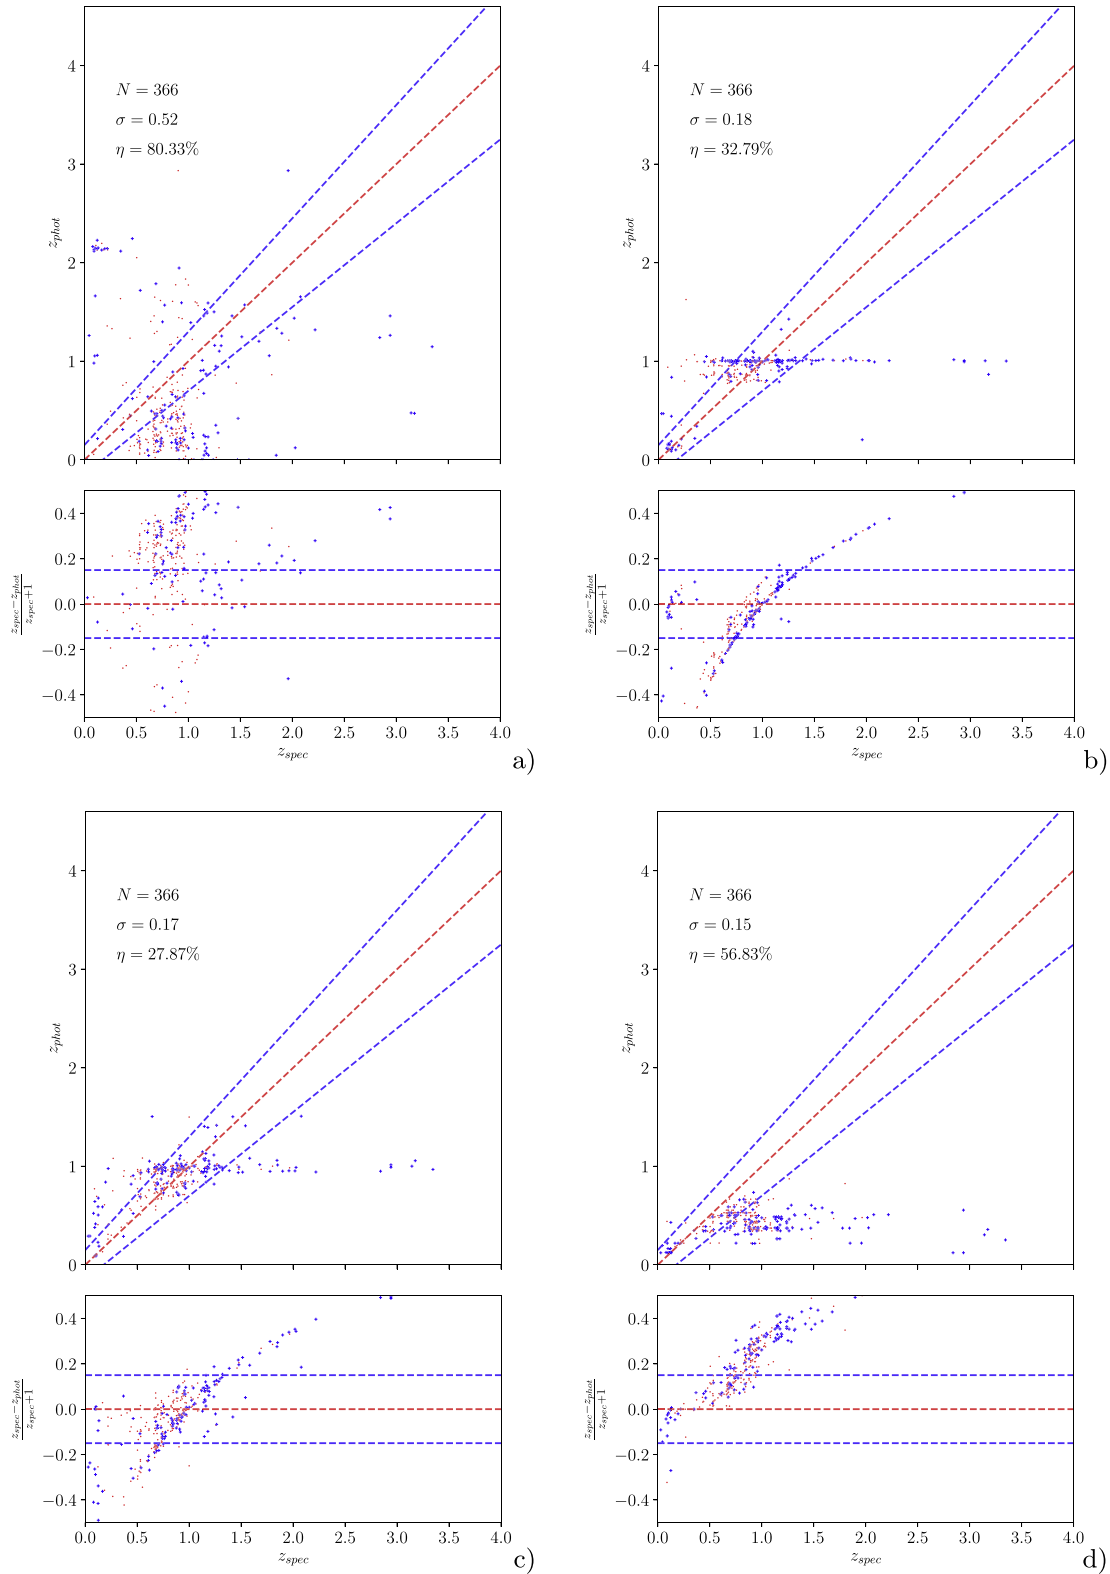 4
N = 366
σ = 0.52
η = 80.33%
3
z_phot
2
1
0
0.4
0.2
0.0
−0.2
−0.4
z_spec−z_phot
z_spec+1
0.0 0.5 1.0 1.5 2.0 2.5 3.0 3.5 4.0
z_spec
a)
4
N = 366
σ = 0.18
η = 32.79%
3
z_phot
2
1
0
0.4
0.2
0.0
−0.2
−0.4
z_spec−z_phot
z_spec+1
0.0 0.5 1.0 1.5 2.0 2.5 3.0 3.5 4.0
z_spec
b)
4
N = 366
σ = 0.17
η = 27.87%
3
z_phot
2
1
0
0.4
0.2
0.0
−0.2
−0.4
z_spec−z_phot
z_spec+1
0.0 0.5 1.0 1.5 2.0 2.5 3.0 3.5 4.0
z_spec
c)
4
N = 366
σ = 0.15
η = 56.83%
3
z_phot
2
1
0
0.4
0.2
0.0
−0.2
−0.4
z_spec−z_phot
z_spec+1
0.0 0.5 1.0 1.5 2.0 2.5 3.0 3.5 4.0
z_spec
d)